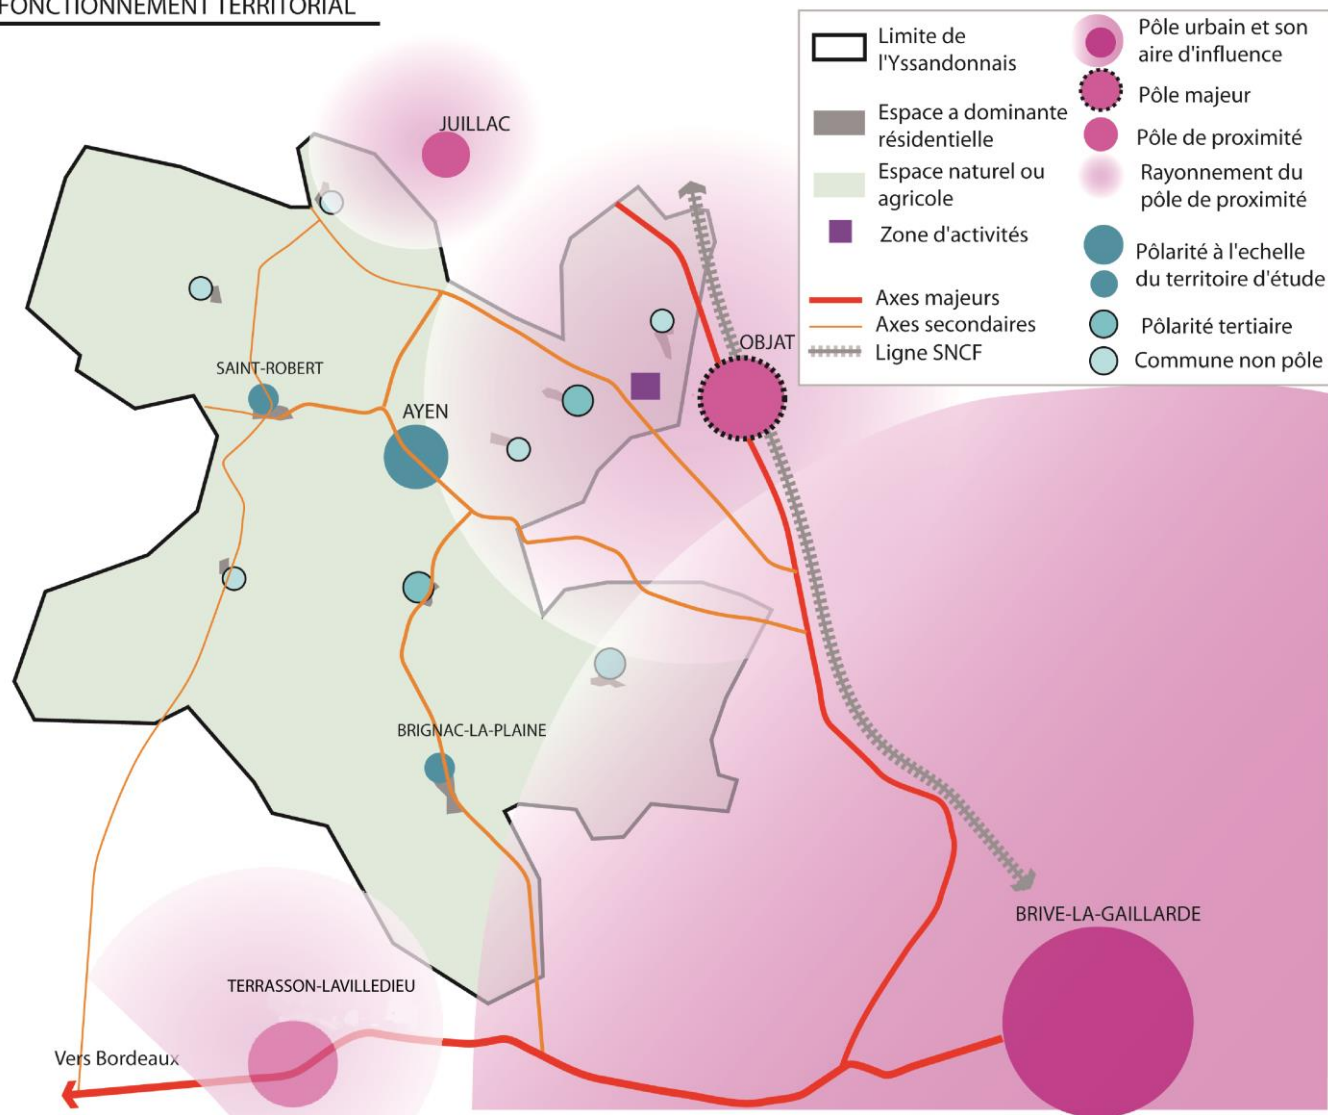 FONCTIONNEMENT TERRITORIAL
Limite de
l'Yssandonnais
Espace a dominante
résidentielle
Espace naturel ou
agricole
Zone d'activités
Axes majeurs
Axes secondaires
Ligne SNCF
Pôle urbain et son
aire d'influence
Pôle majeur
Pôle de proximité
Rayonnement du
pôle de proximité
Pôlarité à l'echelle
du territoire d'étude
Pôlarité tertiaire
Commune non pôle
JUILLAC
OBJAT
SAINT-ROBERT
AYEN
BRIGNAC-LA-PLAINE
BRIVE-LA-GAILLARDE
TERRASSON-LAVILLEDIEU
Vers Bordeaux